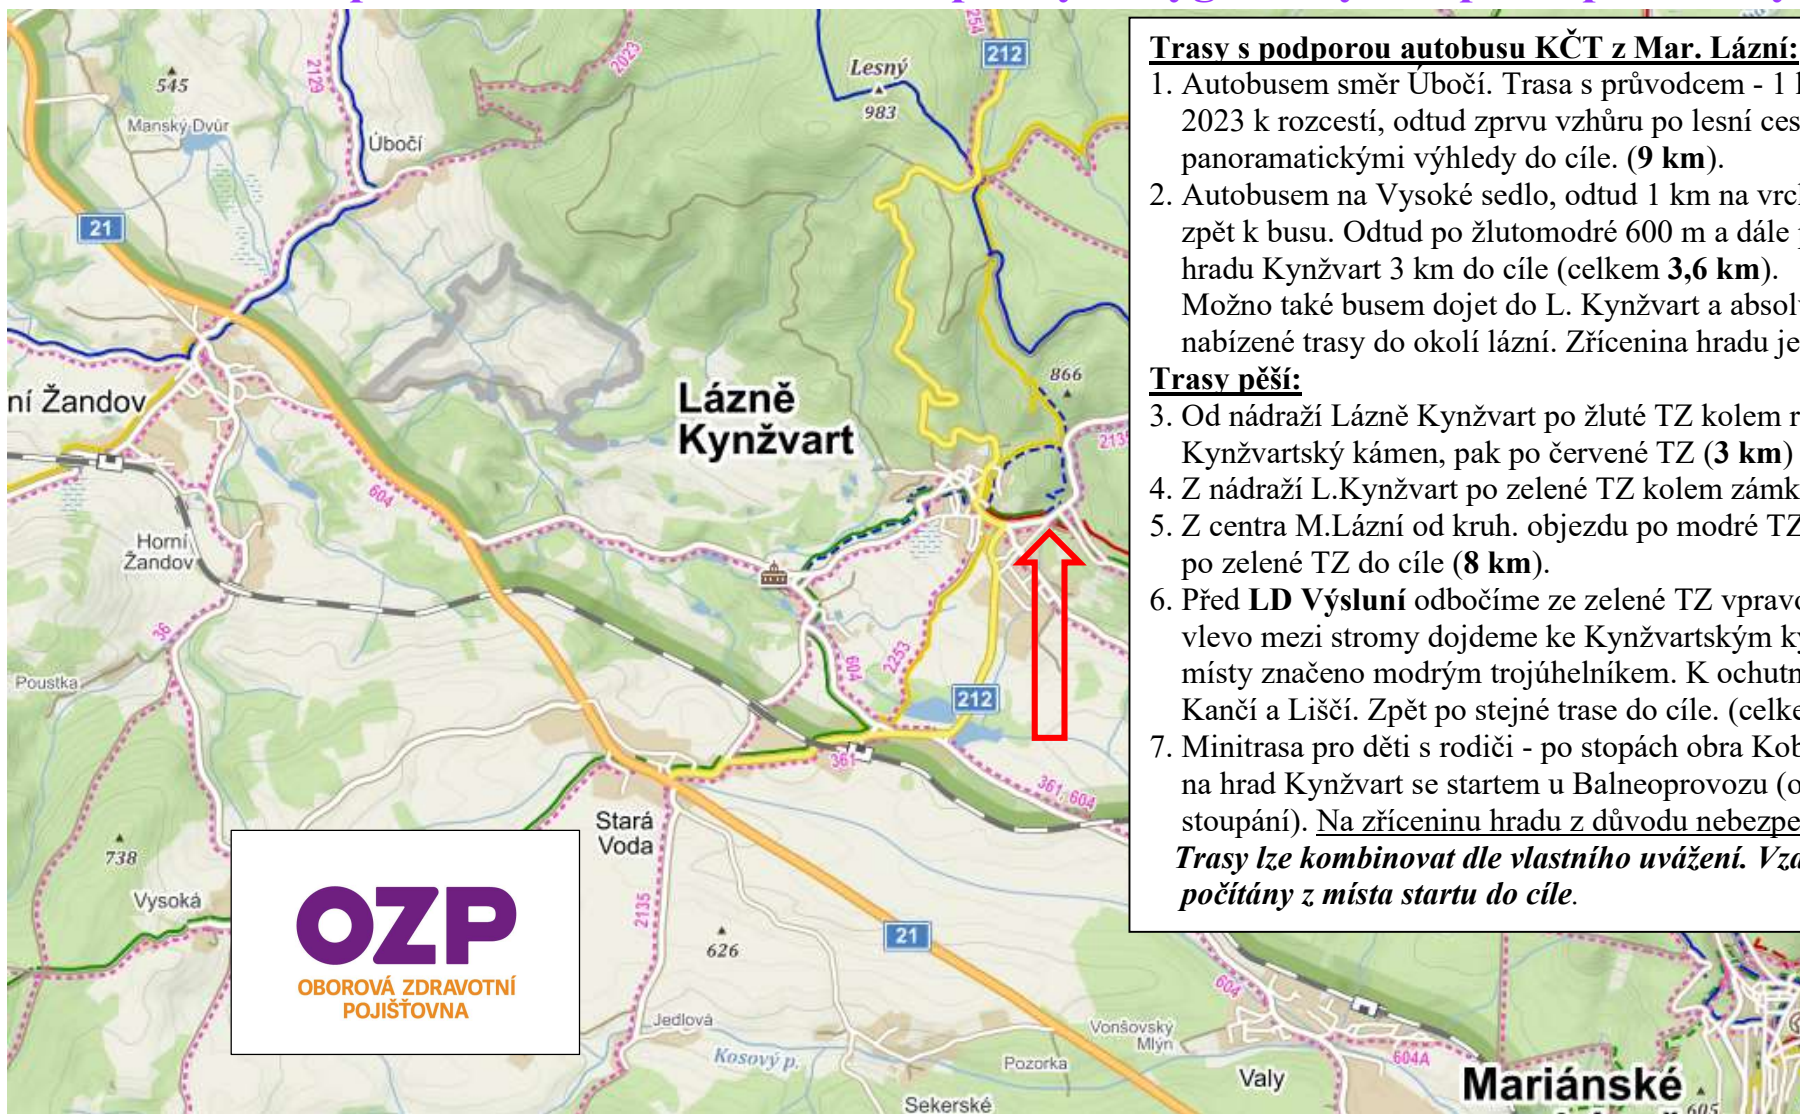 Trasy s podporou autobusu KČT z Mar. Lázní:
1. Autobusem směr Úbočí. Trasa s průvodcem - 1
2023 k rozcestí, odtud zprvu vzhůru po lesní
panoramatickými výhledy do cíle. (9 km).
2. Autobusem na Vysoké sedlo, odtud 1 km na
zpět k busu. Odtud po žlutomodré 600 m a dále
hradu Kynžvart 3 km do cíle (celkem 3,6 km).
Možno také busem dojet do L. Kynžvart a
nabízené trasy do okolí lázní. Zřícenina hradu je
Trasy pěší:
3. Od nádraží Lázně Kynžvart po žluté TZ kolem
Kynžvartský kámen, pak po červené TZ (3 km)
4. Z nádraží L.Kynžvart po zelené TZ kolem
5. Z centra M.Lázní od kruh. objezdu po modré TZ
po zelené TZ do cíle (8 km).
6. Před LD Výsluní odbočíme ze zelené TZ
vlevo mezi stromy dojdeme ke Kynžvartským
místy značeno modrým trojúhelníkem. K
Kančí a Liščí. Zpět po stejné trase do cíle.
7. Minitrasa pro děti s rodiči - po stopách obra
na hrad Kynžvart se startem u Balneoprovozu
stoupání). Na zříceninu hradu z důvodu
Trasy lze kombinovat dle vlastního uvážení.
počítány z místa startu do cíle.
545
Manský Dvůr
2129
2023
Úbočí
Lesný
983
254
212
21
ní Žandov
Lázně
Kynžvart
866
604
Horní
Žandov
36
Poustka
2253
604
212
361
361, 604
Stará
Voda
738
Vysoká
2135
626
21
OZP
OBOROVÁ ZDRAVOTNÍ
POJIŠŤOVNA
Jedlová
Kosový p.
Pozorka
Sekerské
Vonšovský
Mlýn
604
604A
Valy
Mariánské
605